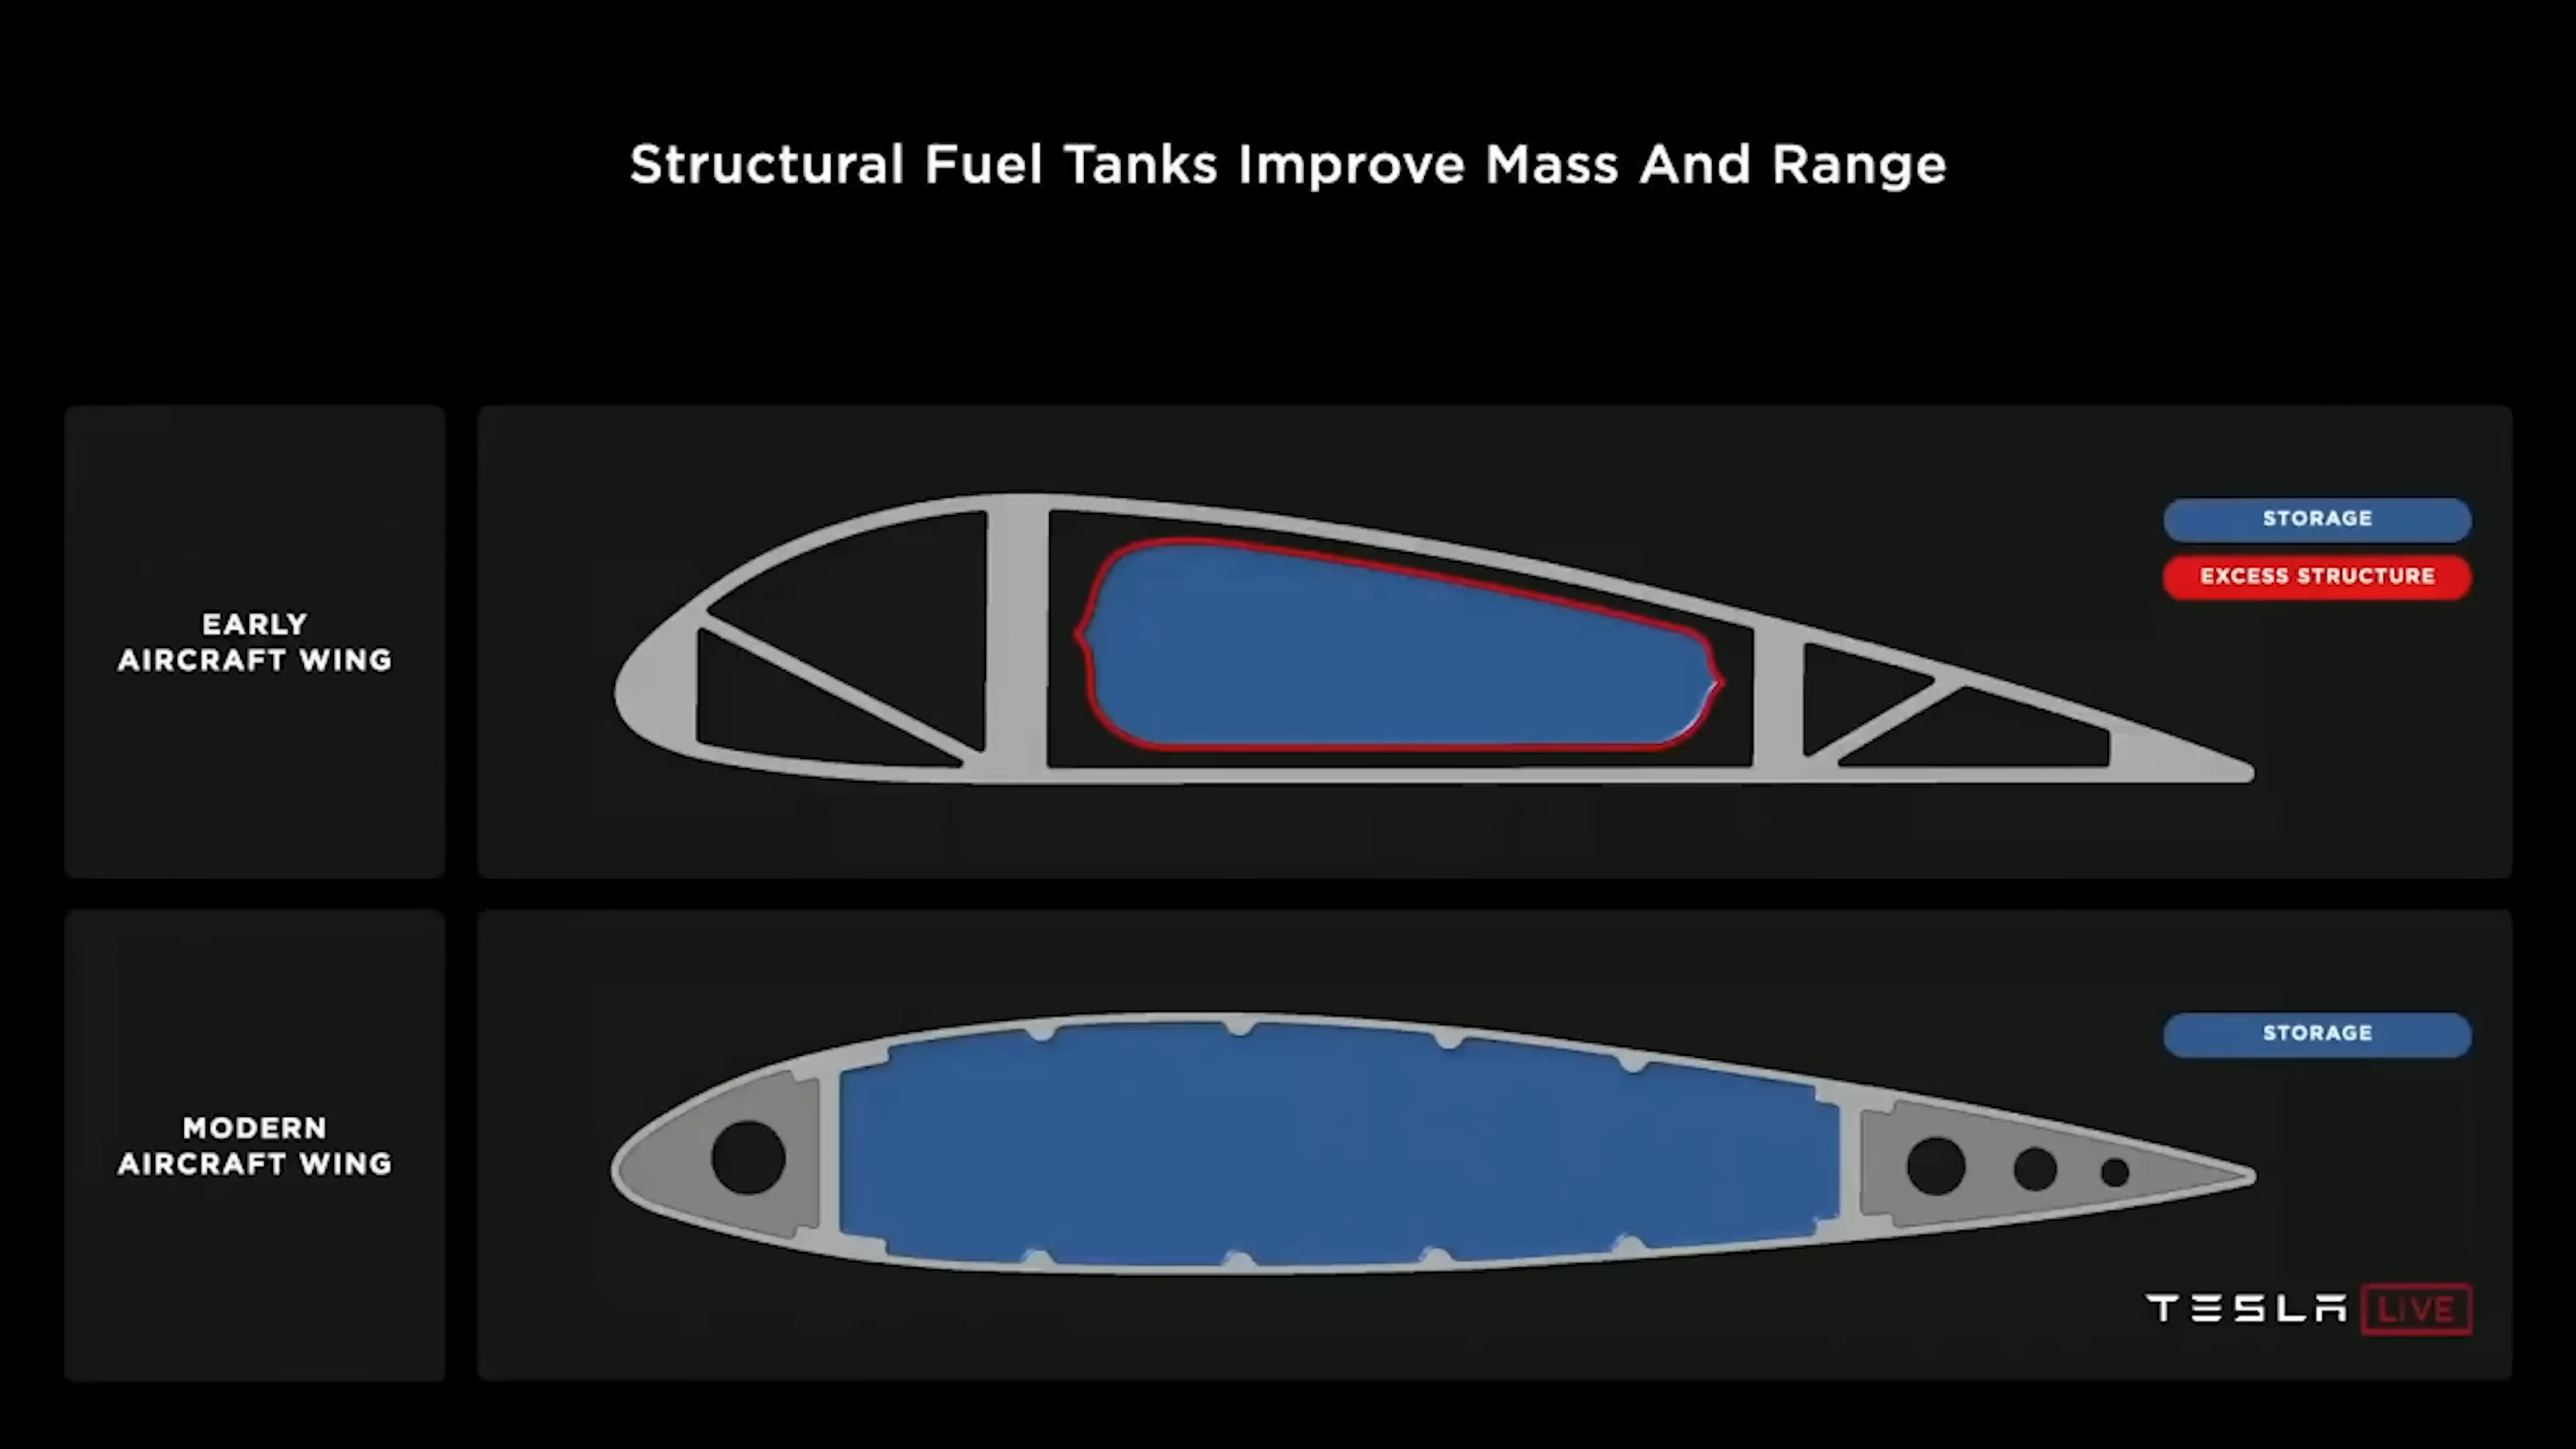 Structural Fuel Tanks Improve Mass And Range
EARLY
AIRCRAFT WING
STORAGE
EXCESS STRUCTURE
MODERN
AIRCRAFT WING
STORAGE
TESLA LIVE